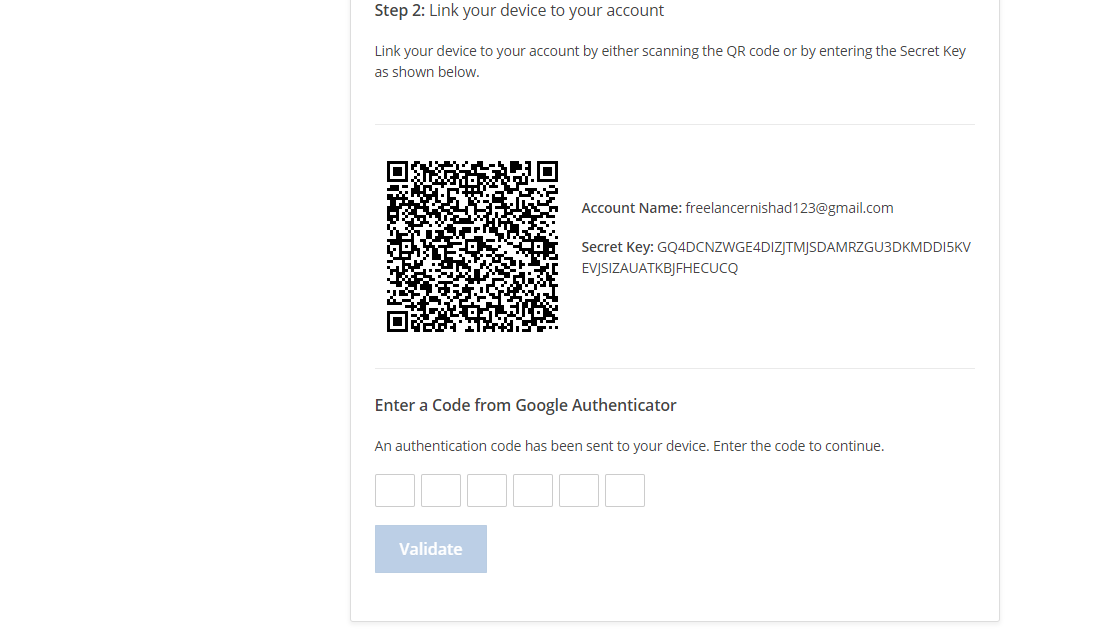 Step 2: Link your device to your account
Link your device to your account by either scanning the QR code or by entering the Secret Key
as shown below.
Account Name: freelancernishad123@gmail.com
Secret Key: GQ4DCNZWGE4DIZJTMJSDAMRZGU3DKMDDI5KV
EVJSIZAUATKBJFHECUCQ
Enter a Code from Google Authenticator
An authentication code has been sent to your device. Enter the code to continue.
Validate